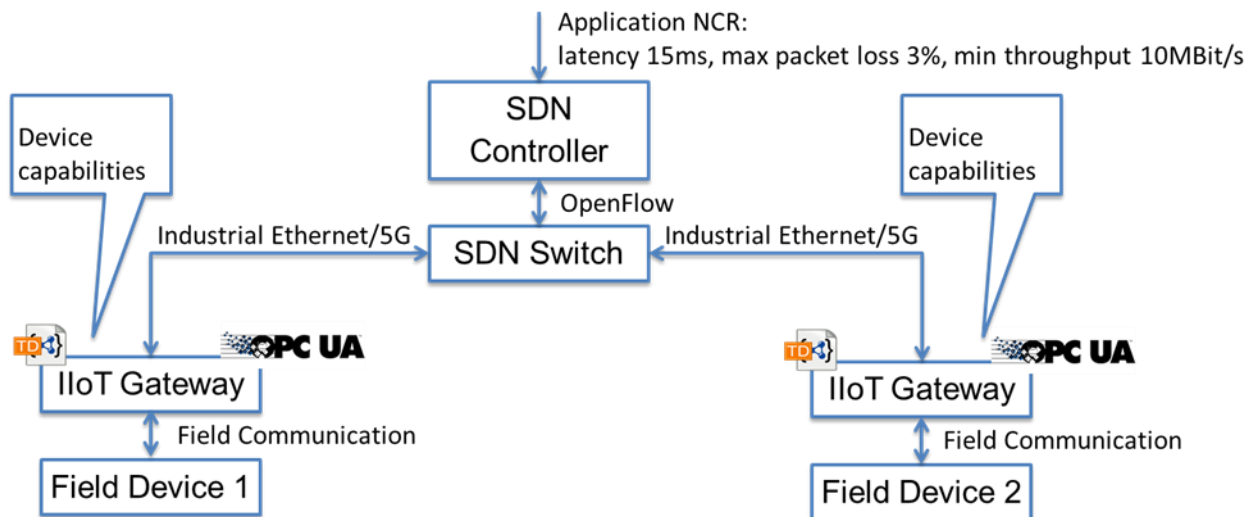 Application NCR:
latency 15ms, max packet loss 3%, min throughput 10MBit/s
SDN
Controller
Device
capabilities
Device
capabilities
OpenFlow
Industrial Ethernet/5G
SDN Switch
Industrial Ethernet/5G
TD
{ }
OPC UA
TD
{ }
OPC UA
IIoT Gateway
IIoT Gateway
Field Communication
Field Communication
Field Device 1
Field Device 2